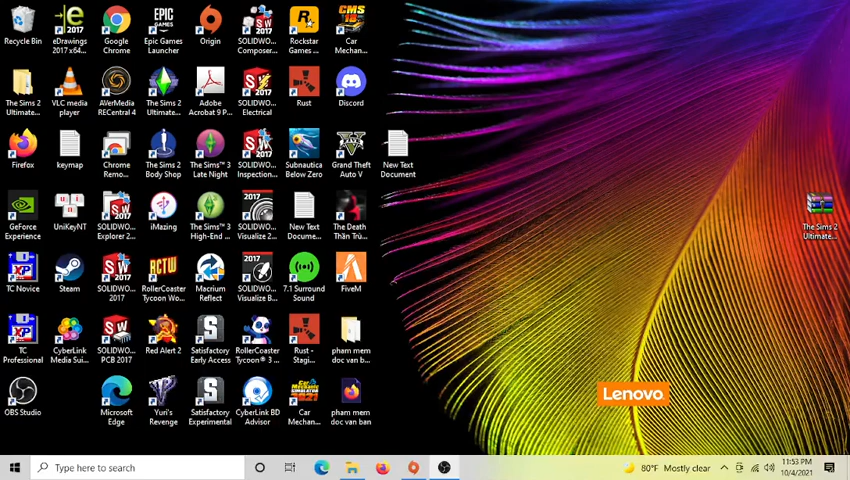 Recycle Bin
eDrawings
2017 x64...
Google
Chrome
Epic Games
Launcher
Origin
SOLIDWO...
Composer...
Rockstar
Games ...
Car
Mechan...
The Sims 2
Ultimate...
VLC media
player
AVerMedia
RECentral 4
The Sims 2
Ultimate...
Adobe
Acrobat 9 P...
SOLIDWO...
Electrical
Rust
Discord
Firefox
keymap
Chrome
Remo...
The Sims 2
Body Shop
The Sims™ 3
Late Night
SOLIDWO...
Inspection...
Subnautica
Below Zero
Grand Theft
Auto V
New Text
Document
GeForce
Experience
UniKeyNT
SOLIDWO...
Explorer 2...
iMazing
The Sims™ 3
High-End ...
SOLIDWO...
Visualize 2...
New Text
Docume...
The Death
Thần Trù...
The Sims 2
Ultimate...
TC Novice
Steam
SOLIDWO...
2017
RollerCoaster
Tycoon Wo...
Macrium
Reflect
SOLIDWO...
Visualize B...
7.1 Surround
Sound
FiveM
TC
Professional
CyberLink
Media Sui...
SOLIDWO...
PCB 2017
Red Alert 2
Satisfactory
Early Access
RollerCoaster
Tycoon® 3 ...
Rust -
Stagi...
pham mem
doc van b...
OBS Studio
Microsoft
Edge
Yuri's
Revenge
Satisfactory
Experimental
CyberLink BD
Advisor
Car
Mechan...
pham mem
doc van ban
Lenovo
Type here to search
80°F Mostly clear
11:53 PM
10/4/2021